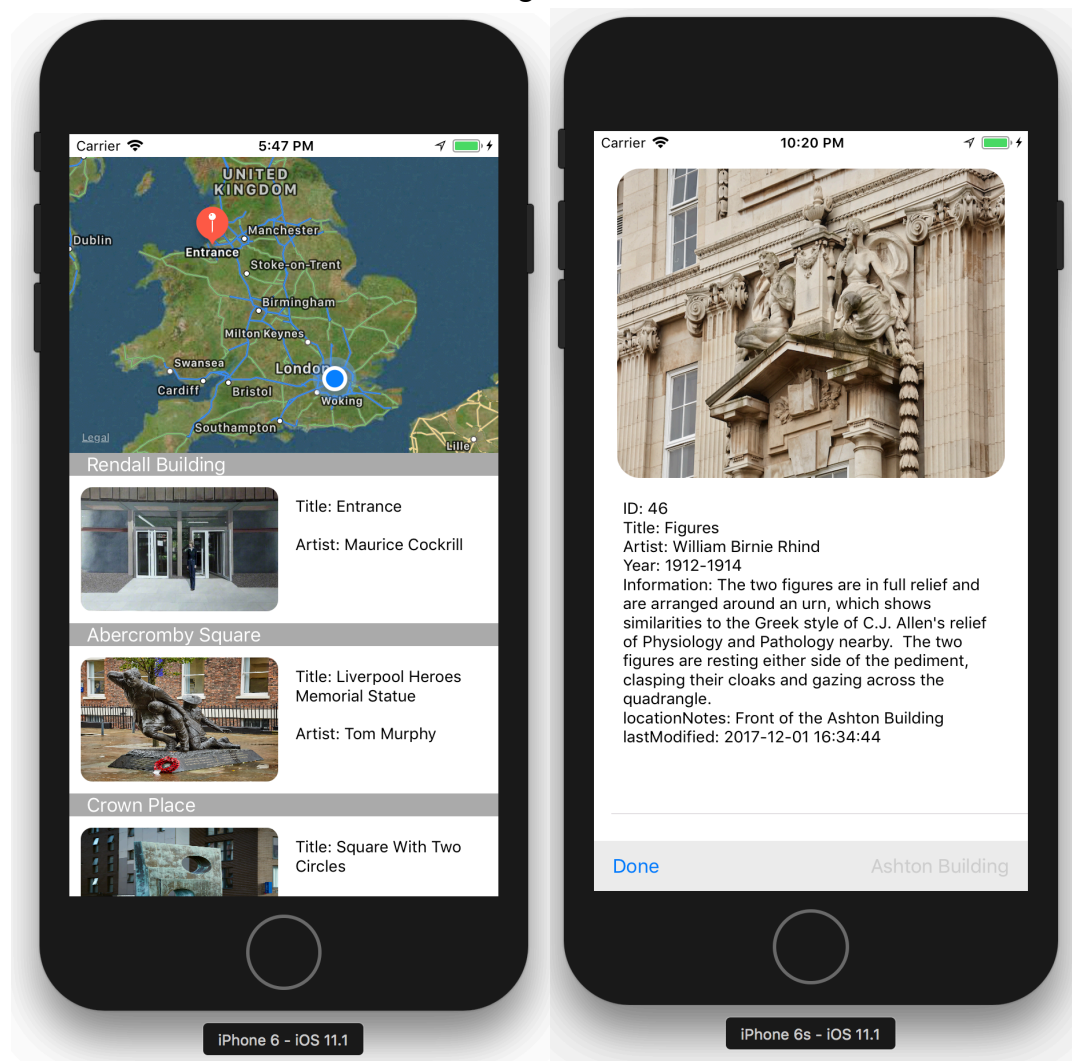 Carrier 5:47 PM
UNITED
KINGDOM
Dublin
Manchester
Entrance
Stoke-on-Trent
Birmingham
Milton Keynes
Swansea
London
Cardiff
Bristol
Woking
Southampton
Legal
Lille
Rendall Building
Title: Entrance
Artist: Maurice Cockrill
Abercromby Square
Title: Liverpool Heroes
Memorial Statue
Artist: Tom Murphy
Crown Place
Title: Square With Two
Circles
iPhone 6 - iOS 11.1
Carrier 10:20 PM
ID: 46
Title: Figures
Artist: William Birnie Rhind
Year: 1912-1914
Information: The two figures are in full relief and
are arranged around an urn, which shows
similarities to the Greek style of C.J. Allen's relief
of Physiology and Pathology nearby.  The two
figures are resting either side of the pediment,
clasping their cloaks and gazing across the
quadrangle.
locationNotes: Front of the Ashton Building
lastModified: 2017-12-01 16:34:44
Done Ashton Building
iPhone 6s - iOS 11.1